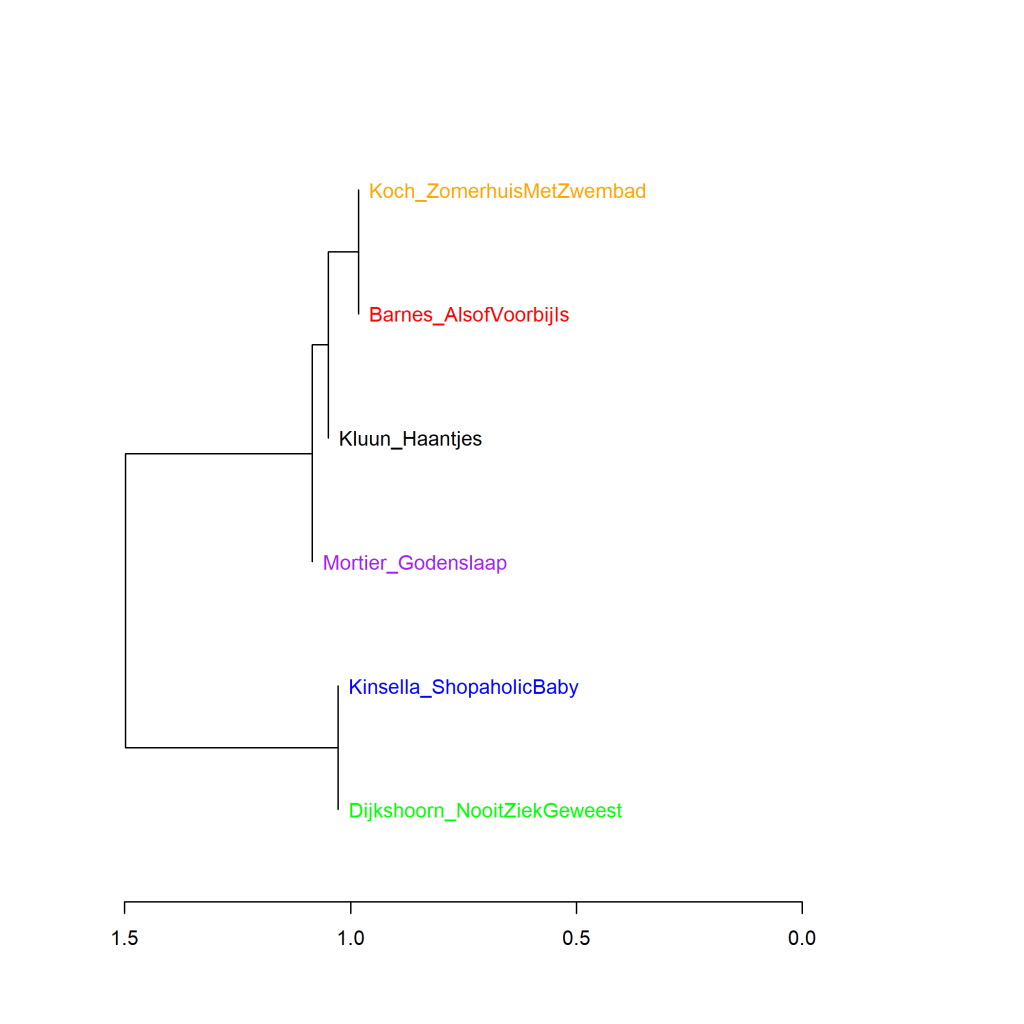 Koch_ZomerhuisMetZwembad
Barnes_AlsofVoorbijIs
Kluun_Haantjes
Mortier_Godenslaap
Kinsella_ShopaholicBaby
Dijkshoorn_NooitZiekGeweest
1.5 1.0 0.5 0.0